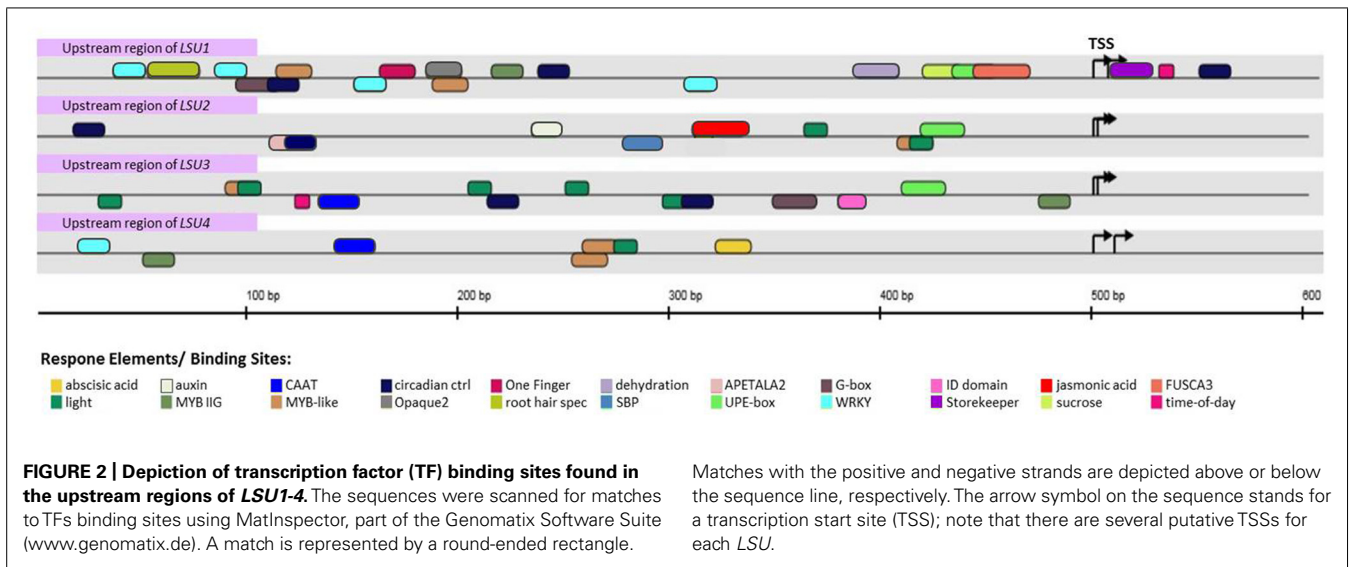 Upstream region of LSU1
TSS
Upstream region of LSU2
Upstream region of LSU3
Upstream region of LSU4
100 bp 200 bp 300 bp 400 bp 500 bp 600
Respone Elements/ Binding Sites:
abscisic acid auxin CAAT circadian ctrl One Finger dehydration APETALA2 G-box ID domain jasmonic acid FUSCA3
light MYB IIG MYB-like Opaque2 root hair spec SBP UPE-box WRKY Storekeeper sucrose time-of-day
FIGURE 2 | Depiction of transcription factor (TF) binding sites found in
the upstream regions of LSU1-4. The sequences were scanned for matches
to TFs binding sites using MatInspector, part of the Genomatix Software Suite
(www.genomatix.de). A match is represented by a round-ended rectangle.
Matches with the positive and negative strands are depicted above or below
the sequence line, respectively. The arrow symbol on the sequence stands for
a transcription start site (TSS); note that there are several putative TSSs for
each LSU.